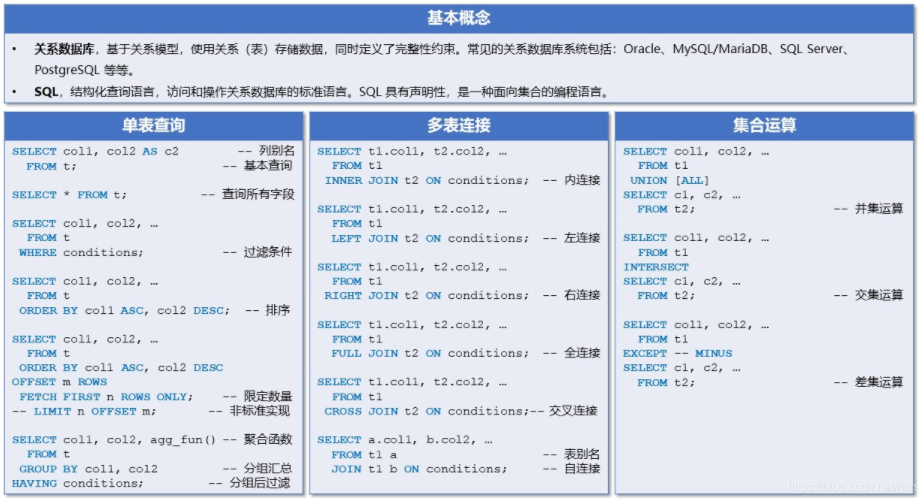 基本概念
• 关系数据库，基于关系模型，使用关系（表）存储数据，同时定义了完整性约束。常见的关系数据库系统包括：Oracle、MySQL/MariaDB、SQL Server、
PostgreSQL 等等。
• SQL，结构化查询语言，访问和操作关系数据库的标准语言。SQL 具有声明性，是一种面向集合的编程语言。
单表查询
SELECT col1, col2 AS c2 -- 列别名
FROM t; -- 基本查询
SELECT * FROM t; -- 查询所有字段
SELECT col1, col2, …
FROM t
WHERE conditions; -- 过滤条件
SELECT col1, col2, …
FROM t
ORDER BY col1 ASC, col2 DESC; -- 排序
SELECT col1, col2, …
FROM t
ORDER BY col1 ASC, col2 DESC
OFFSET m ROWS
FETCH FIRST n ROWS ONLY; -- 限定数量
-- LIMIT n OFFSET m; -- 非标准实现
SELECT col1, col2, agg_fun() -- 聚合函数
FROM t
GROUP BY col1, col2 -- 分组汇总
HAVING conditions; -- 分组后过滤
多表连接
SELECT t1.col1, t2.col2, …
FROM t1
INNER JOIN t2 ON conditions; -- 内连接
SELECT t1.col1, t2.col2, …
FROM t1
LEFT JOIN t2 ON conditions; -- 左连接
SELECT t1.col1, t2.col2, …
FROM t1
RIGHT JOIN t2 ON conditions; -- 右连接
SELECT t1.col1, t2.col2, …
FROM t1
FULL JOIN t2 ON conditions; -- 全连接
SELECT t1.col1, t2.col2, …
FROM t1
CROSS JOIN t2 ON conditions;-- 交叉连接
SELECT a.col1, b.col2, …
FROM t1 a -- 表别名
JOIN t1 b ON conditions; -- 自连接
集合运算
SELECT col1, col2, …
FROM t1
UNION [ALL]
SELECT c1, c2, …
FROM t2; -- 并集运算
SELECT col1, col2, …
FROM t1
INTERSECT
SELECT c1, c2, …
FROM t2; -- 交集运算
SELECT col1, col2, …
FROM t1
EXCEPT -- MINUS
SELECT c1, c2, …
FROM t2; -- 差集运算